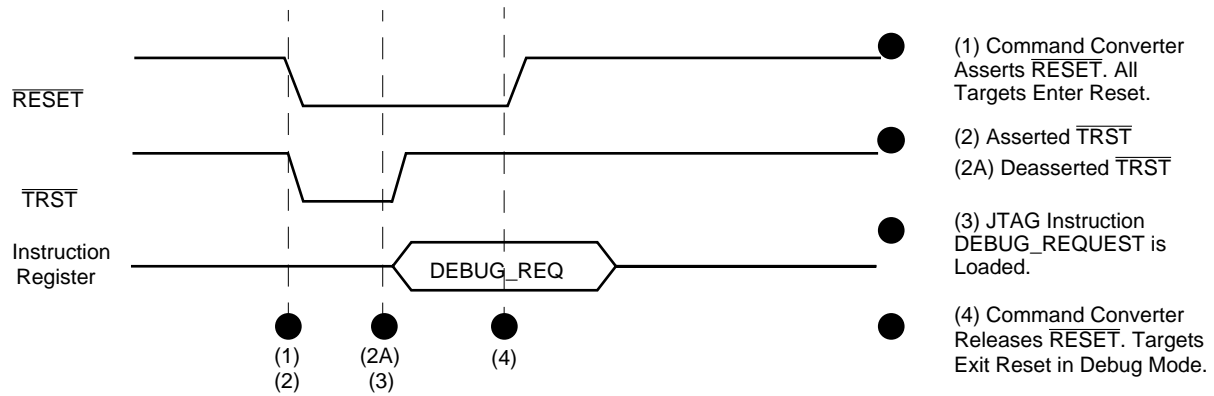 RESET
TRST
Instruction
Register
DEBUG_REQ
(1)
(2)
(2A)
(3)
(4)
(1) Command Converter
Asserts RESET. All
Targets Enter Reset.
(2) Asserted TRST
(2A) Deasserted TRST
(3) JTAG Instruction
DEBUG_REQUEST is
Loaded.
(4) Command Converter
Releases RESET. Targets
Exit Reset in Debug Mode.